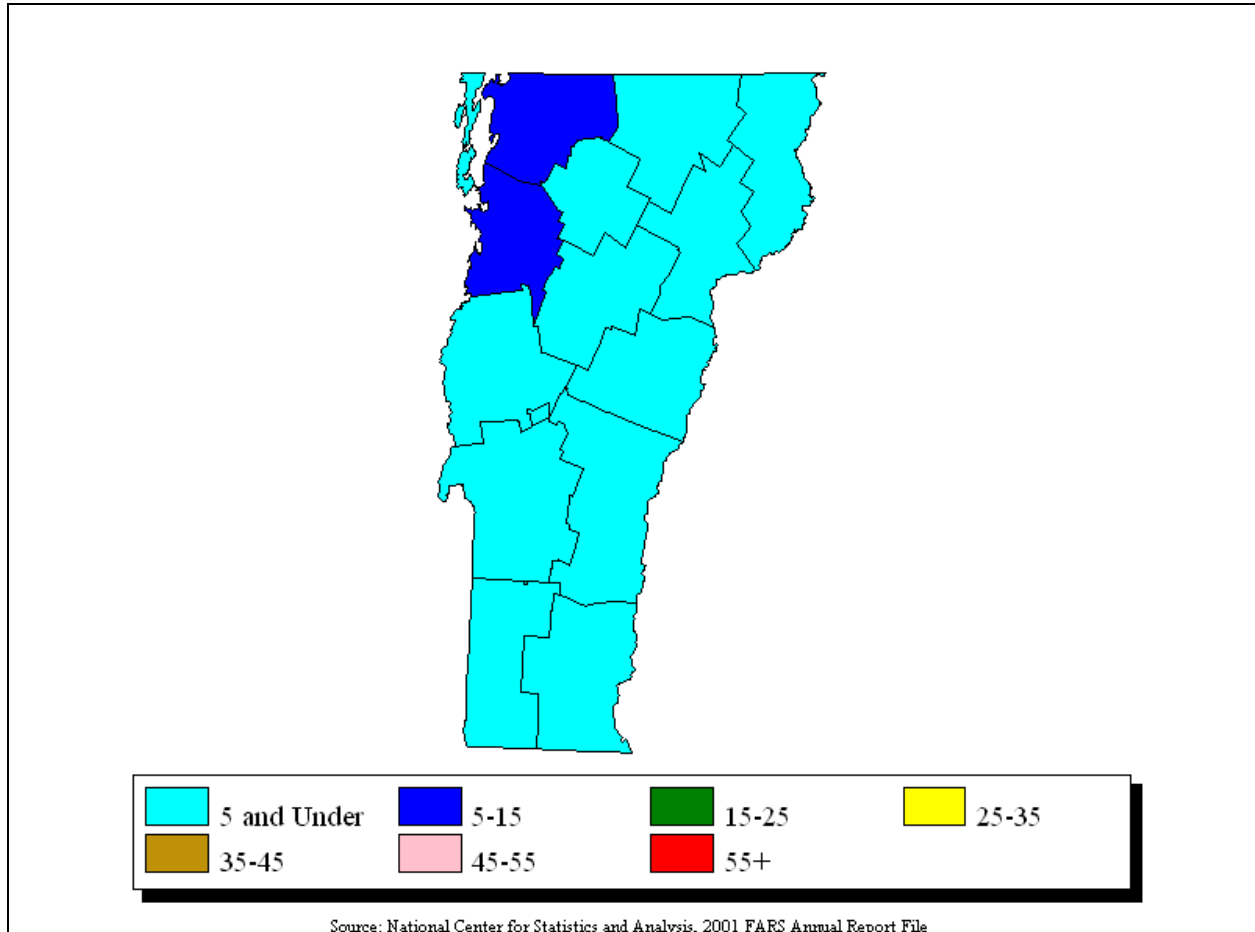 5 and Under 5-15 15-25 25-35
35-45 45-55 55+
Source: National Center for Statistics and Analysis, 2001 FARS Annual Report File